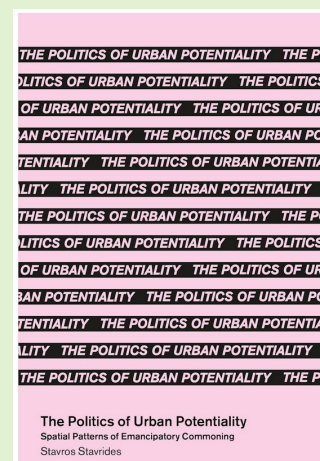 THE POLITICS OF URBAN POTENTIALITY THE P
OLITICS OF URBAN POTENTIALITY THE POLITICS
OF URBAN POTENTIALITY THE POLITICS OF UR
AN POTENTIALITY THE POLITICS OF URBAN PO
TENTIALITY THE POLITICS OF URBAN POTENTIA
LITY THE POLITICS OF URBAN POTENTIALITY
THE POLITICS OF URBAN POTENTIALITY THE P
OLITICS OF URBAN POTENTIALITY THE POLITICS
OF URBAN POTENTIALITY THE POLITICS OF UR
BAN POTENTIALITY THE POLITICS OF URBAN PO
TENTIALITY THE POLITICS OF URBAN POTENTIA
LITY THE POLITICS OF URBAN POTENTIALITY
THE POLITICS OF URBAN POTENTIALITY THE P
The Politics of Urban Potentiality
Spatial Patterns of Emancipatory Commoning
Stavros Stavrides